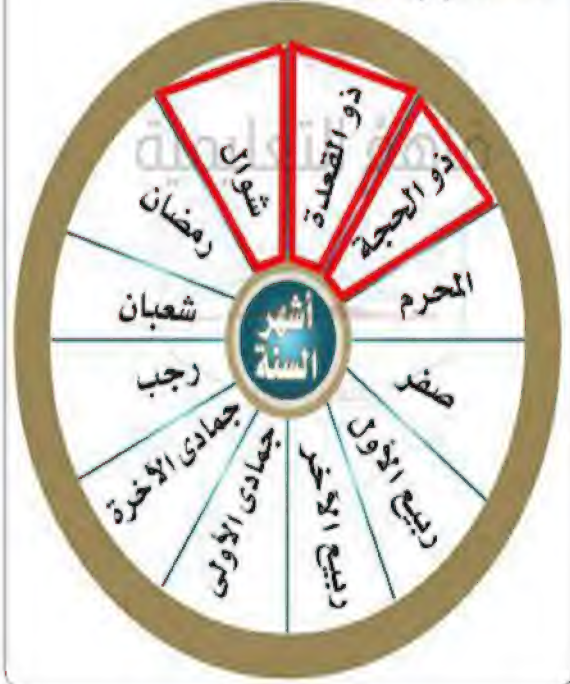 أشهر
السنة
المحرم
صفر
ربيع الأول
ربيع الآخر
جمادى الأولى
جمادى الآخرة
رجب
شعبان
رمضان
شوال
ذو القعدة
ذو الحجة
التعليمية